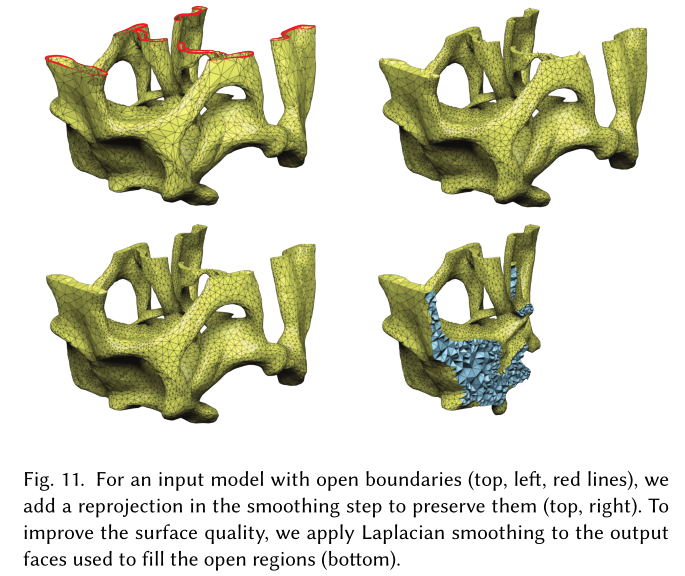 Fig. 11. For an input model with open boundaries (top, left, red lines), we
add a reprojection in the smoothing step to preserve them (top, right). To
improve the surface quality, we apply Laplacian smoothing to the output
faces used to fill the open regions (bottom).